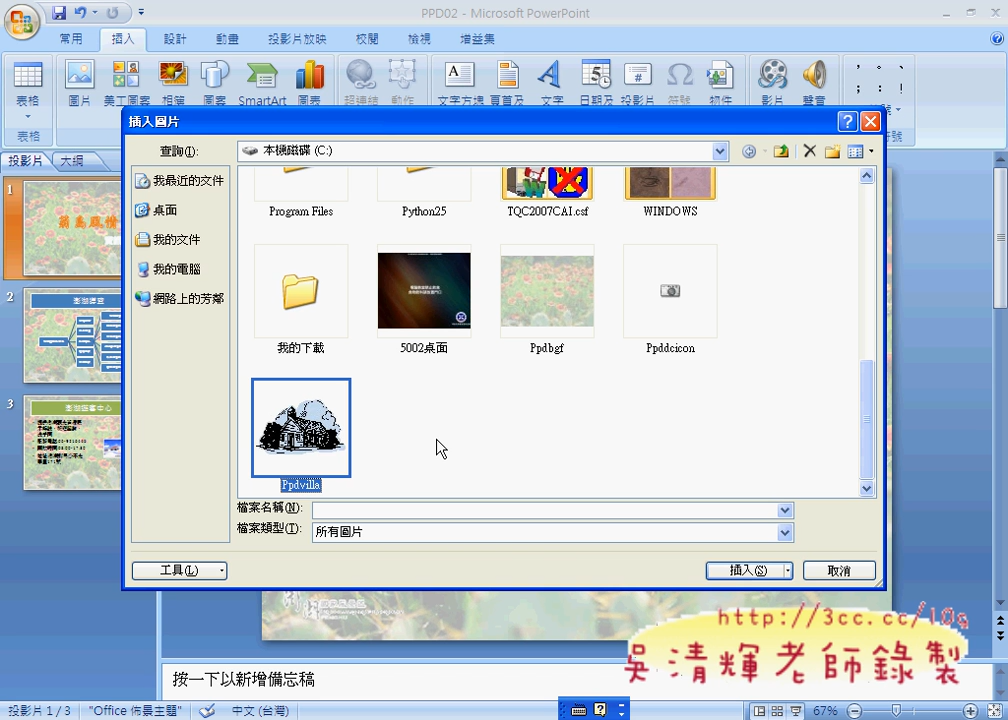 PPD02 - Microsoft PowerPoint
常用 插入 設計 動畫 投影片放映 校閱 檢視 增益集
表格 圖片 美工圖案 相簿 圖案 SmartArt 圖表 超連結 動作 文字方塊 頁首及 文字 日期及 投影片 符號 物件 影片 聲音
表格
投影片 大綱
插入圖片
查詢(I):
本機磁碟 (C:)
我最近的文件
桌面
我的文件
我的電腦
網路上的芳鄰
Program Files
Python25
TQC2007CAI.csf
WINDOWS
我的下載
5002桌面
Ppdbgf
Ppddcicon
Ppdvilla
檔案名稱(N):
檔案類型(T):
所有圖片
工具(L)
插入(S)
取消
1
2
3
http://3cc.cc/10q
吳清輝老師錄製
按一下以新增備忘稿
投影片 1 / 3
"Office 佈景主題"
中文 (台灣)
67%